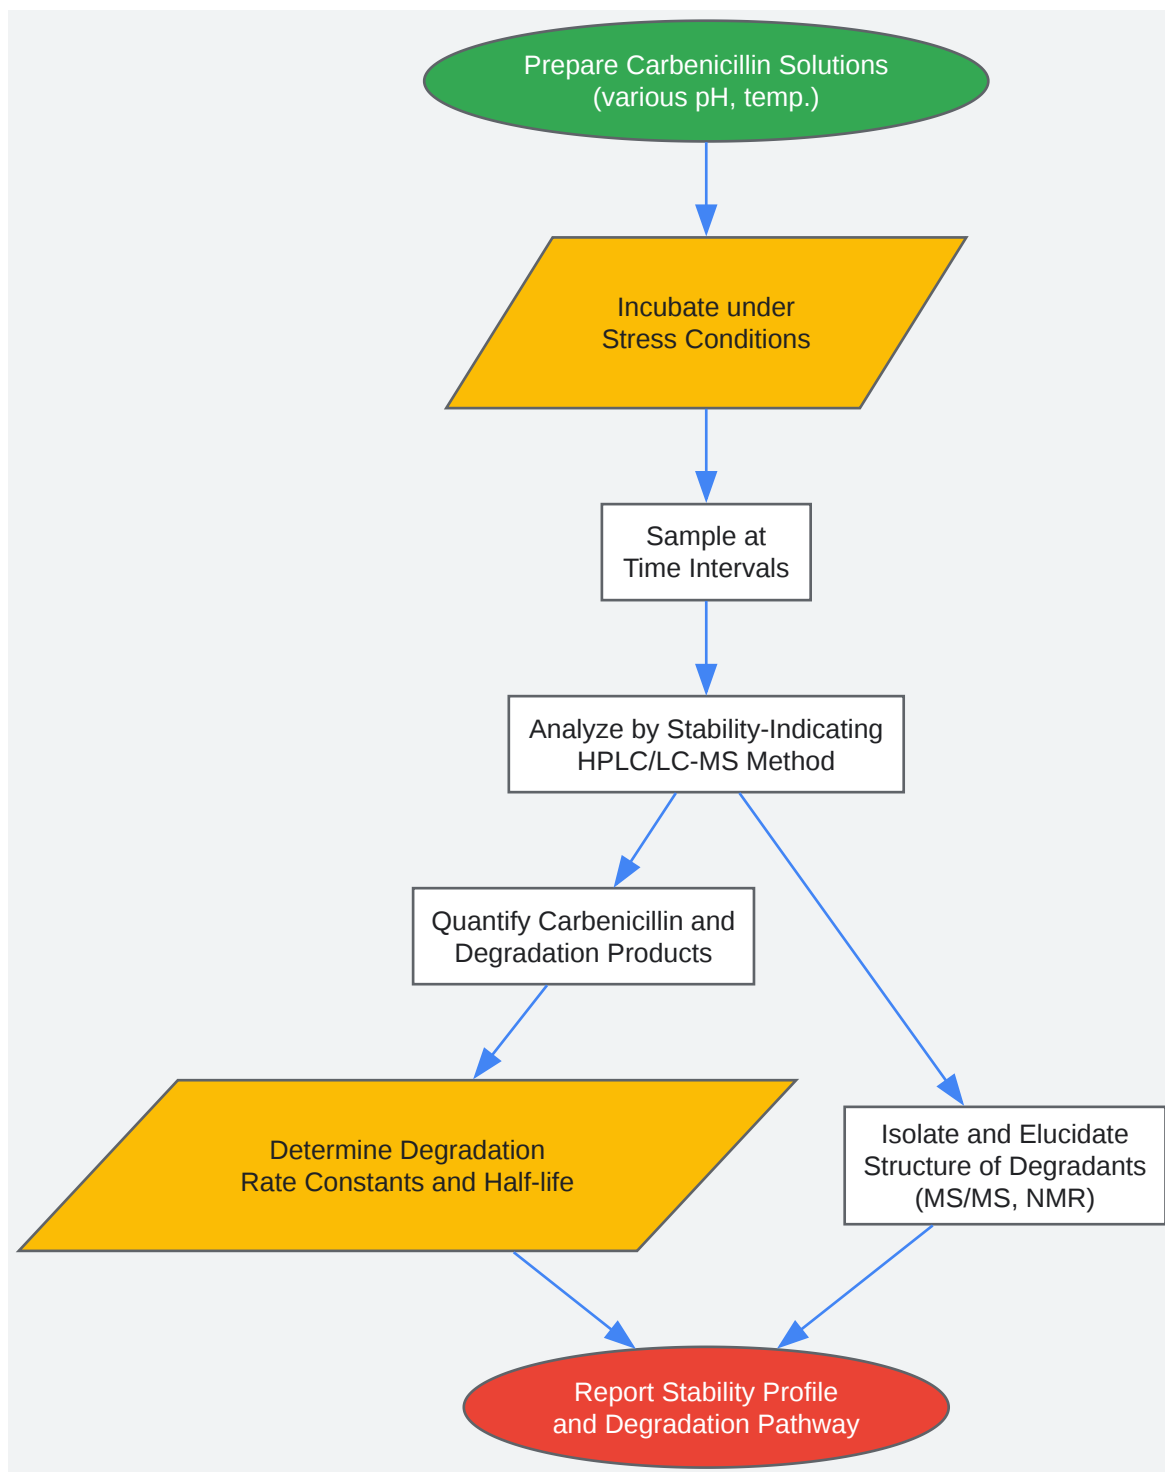 Prepare Carbenicillin Solutions
(various pH, temp.)
Incubate under
Stress Conditions
Sample at
Time Intervals
Analyze by Stability-Indicating
HPLC/LC-MS Method
Quantify Carbenicillin and
Degradation Products
Determine Degradation
Rate Constants and Half-life
Isolate and Elucidate
Structure of Degradants
(MS/MS, NMR)
Report Stability Profile
and Degradation Pathway